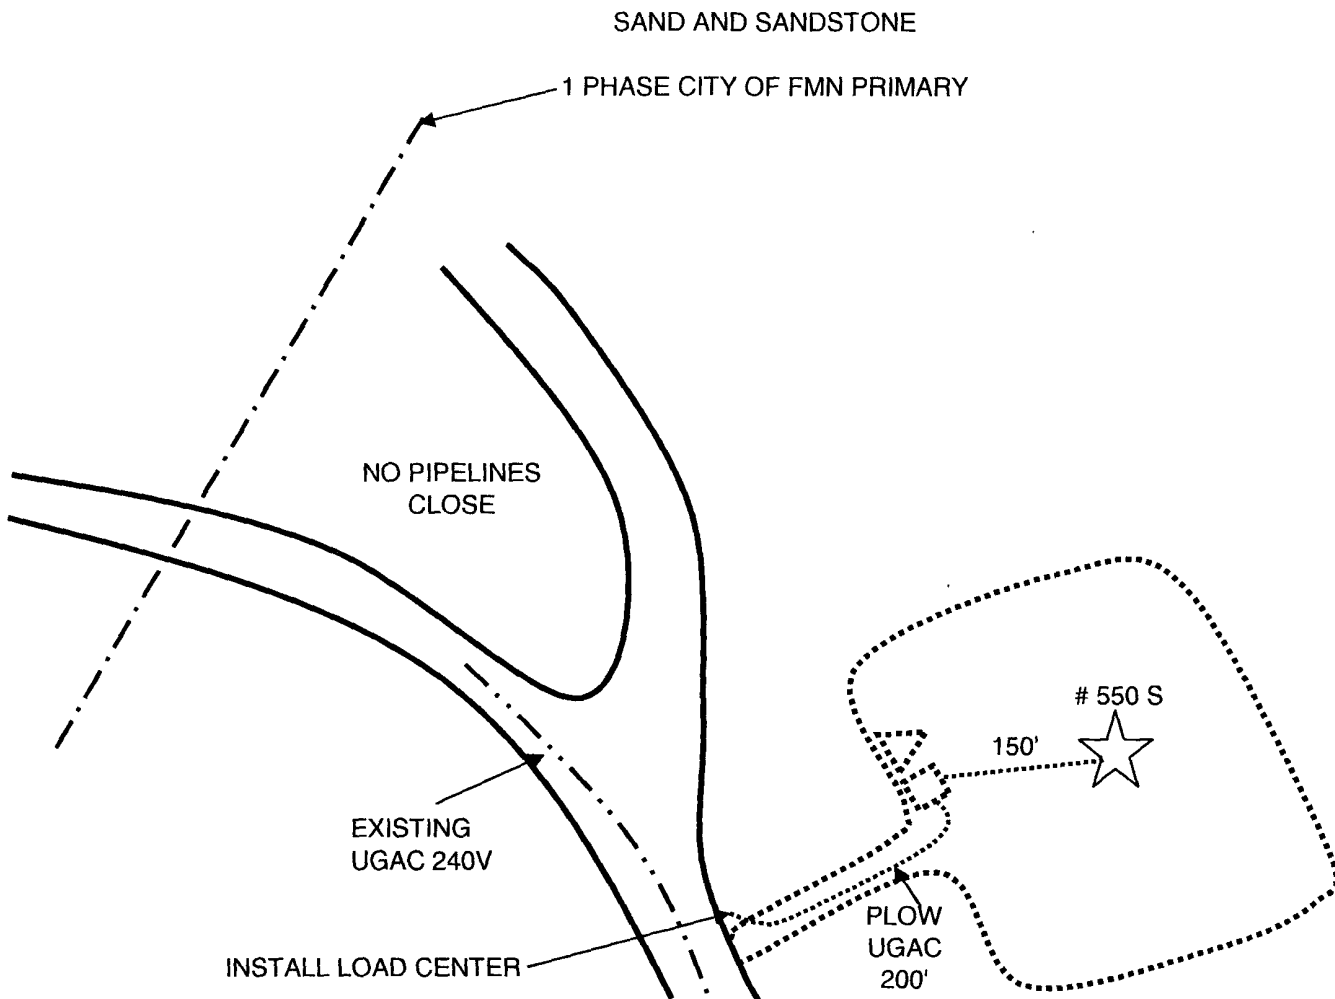 SAND AND SANDSTONE
1 PHASE CITY OF FMN PRIMARY
NO PIPELINES
CLOSE
# 550 S
150'
EXISTING
UGAC 240V
PLOW
UGAC
200'
INSTALL LOAD CENTER